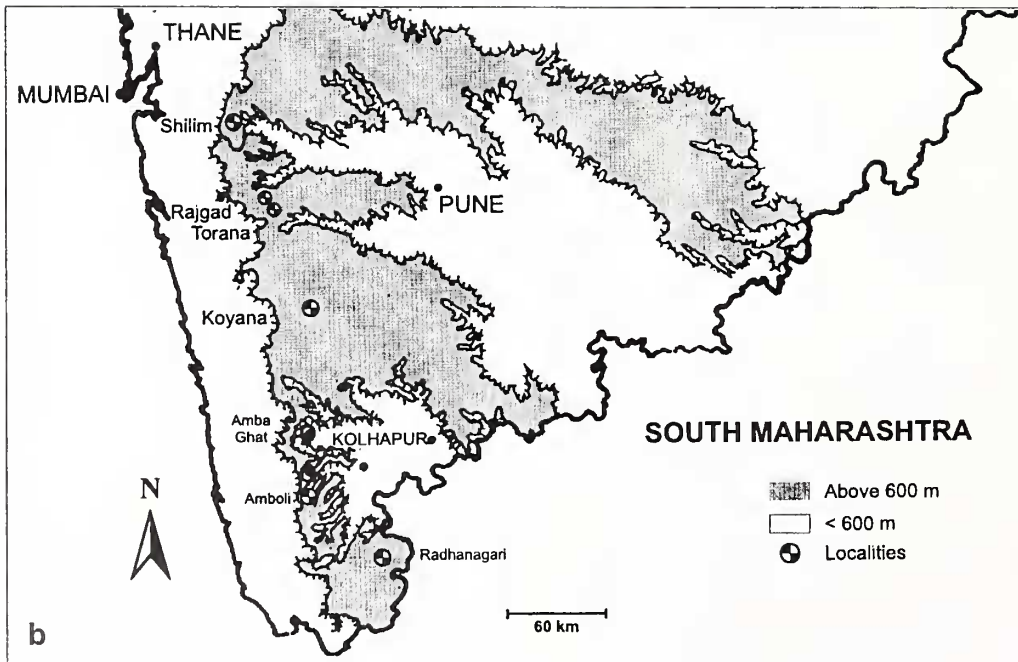 THANE
MUMBAI
Shilim
PUNE
Rajgad
Torana
Koyana
Amba
Ghat
KOLHAPUR
SOUTH MAHARASHTRA
N
Above 600 m
Amboli
< 600 m
Radhanagari
Localities
60 km
b